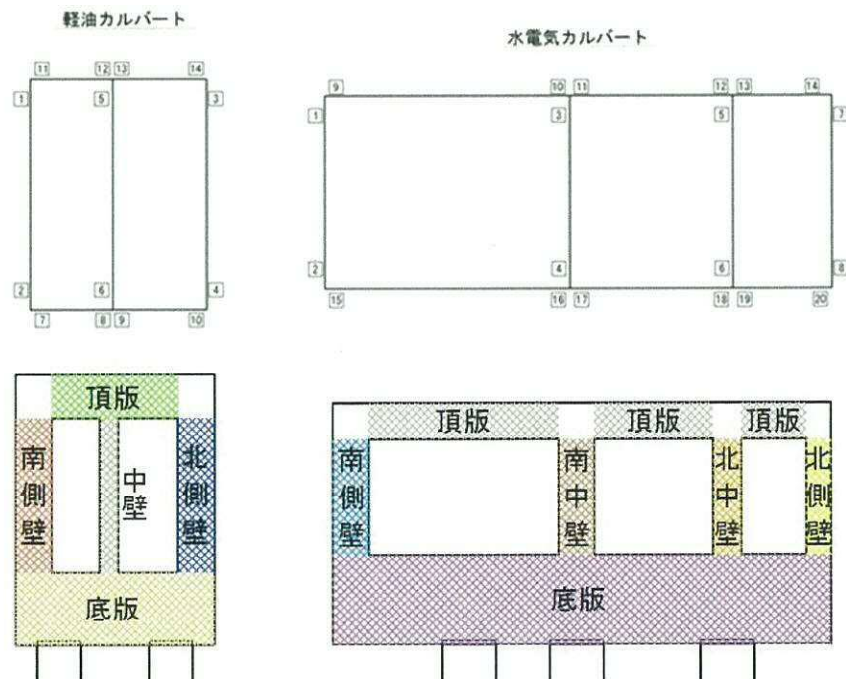 軽油カルバート
水電気カルバート
11 12 13 14
1 5 3
2 6 4
7 8 9 10
9 10 11 12 13 14
1 3 5 7
2 4 6 8
15 16 17 18 19 20
頂版
南側壁
中壁
北側壁
底版
頂版 頂版 頂版
南側壁
南中壁
北中壁
北側壁
底版